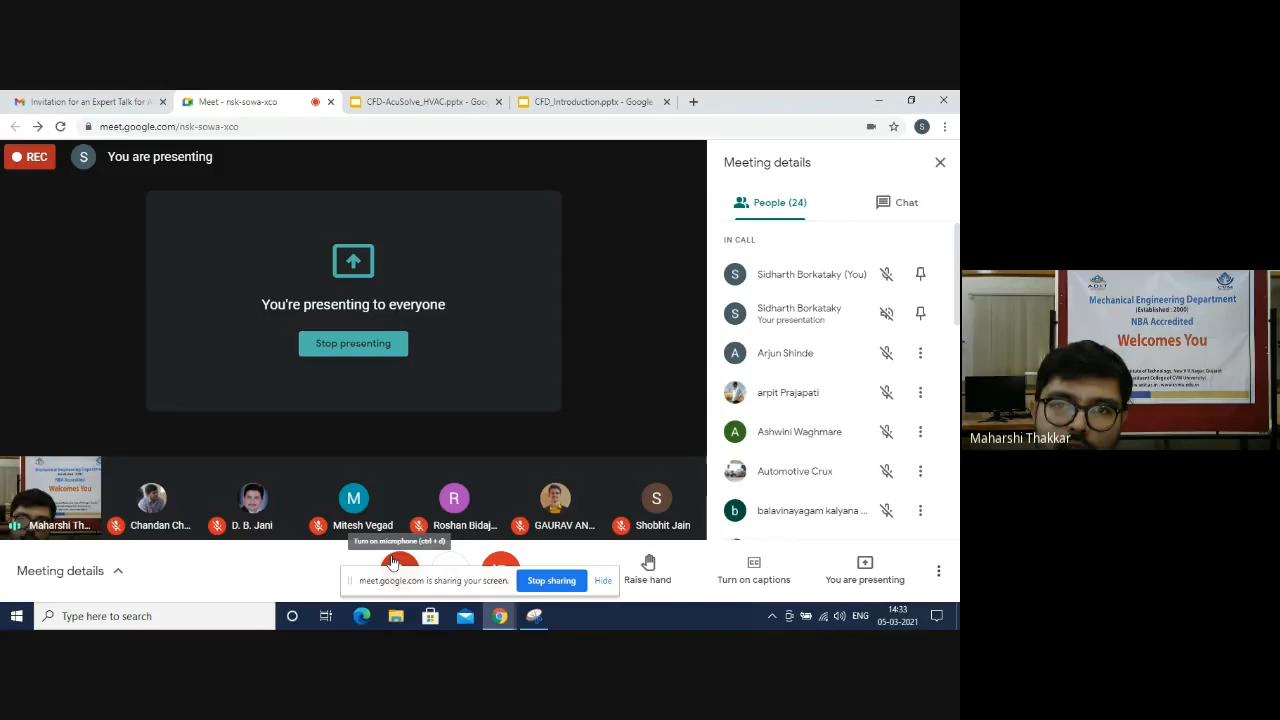 Invitation for an Expert Talk for A
Meet - nsk-sowa-xco
CFD-AcuSolve_HVAC.pptx - Goo
CFD_Introduction.pptx - Google
meet.google.com/nsk-sowa-xco
S
REC
S
You are presenting
You're presenting to everyone
Stop presenting
Meeting details
People (24)
Chat
IN CALL
S
Sidharth Borkataky (You)
S
Sidharth Borkataky
Your presentation
A
Arjun Shinde
arpit Prajapati
A
Ashwini Waghmare
Automotive Crux
b
balavinayagam kalyana ...
Welcomes You
M
R
S
Maharshi Th...
Chandan Ch...
D. B. Jani
Mitesh Vegad
Roshan Bidaj...
GAURAV AN...
Shobhit Jain
Turn on microphone (ctrl + d)
Meeting details
meet.google.com is sharing your screen.
Stop sharing
Hide
Raise hand
Turn on captions
You are presenting
Type here to search
ENG
14:33
05-03-2021
ADIT
CVM
Mechanical Engineering Department
(Established : 2000)
NBA Accredited
Welcomes You
Maharshi Thakkar